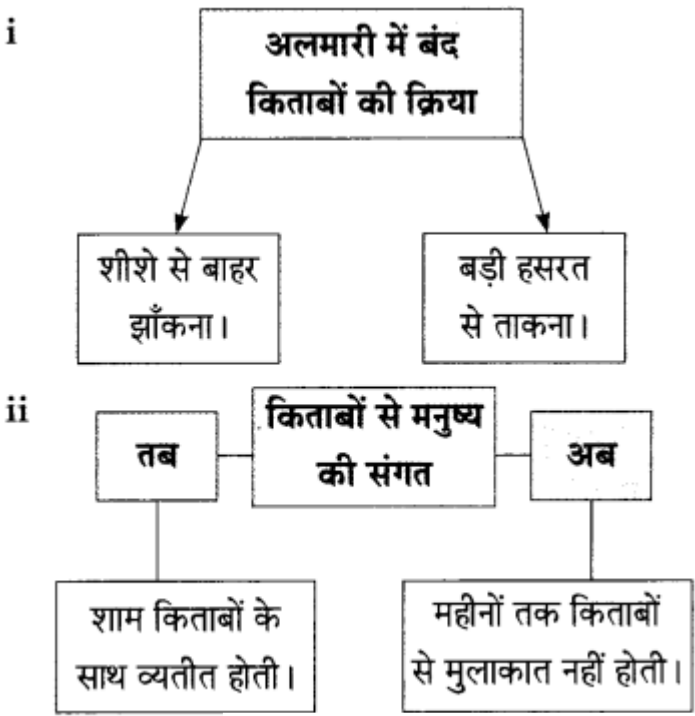 i
अलमारी में बंद
किताबों की क्रिया
शीशे से बाहर
झाँकना।
बड़ी हसरत
से ताकना।
ii
तब
किताबों से मनुष्य
की संगत
अब
शाम किताबों के
साथ व्यतीत होती।
महीनों तक किताबों
से मुलाकात नहीं होती।